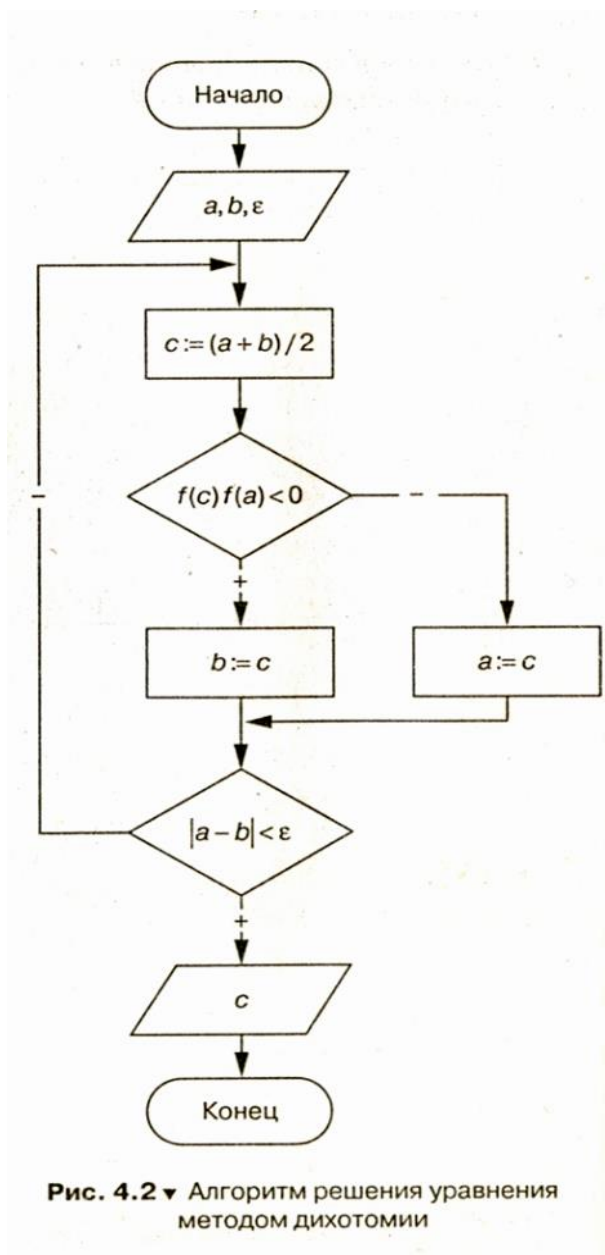 Начало
a, b, ε
c := (a + b) / 2
f(c) f(a) < 0
–
–
+
b := c
a := c
|a – b| < ε
+
c
Конец
Рис. 4.2 ▾ Алгоритм решения уравнения
методом дихотомии